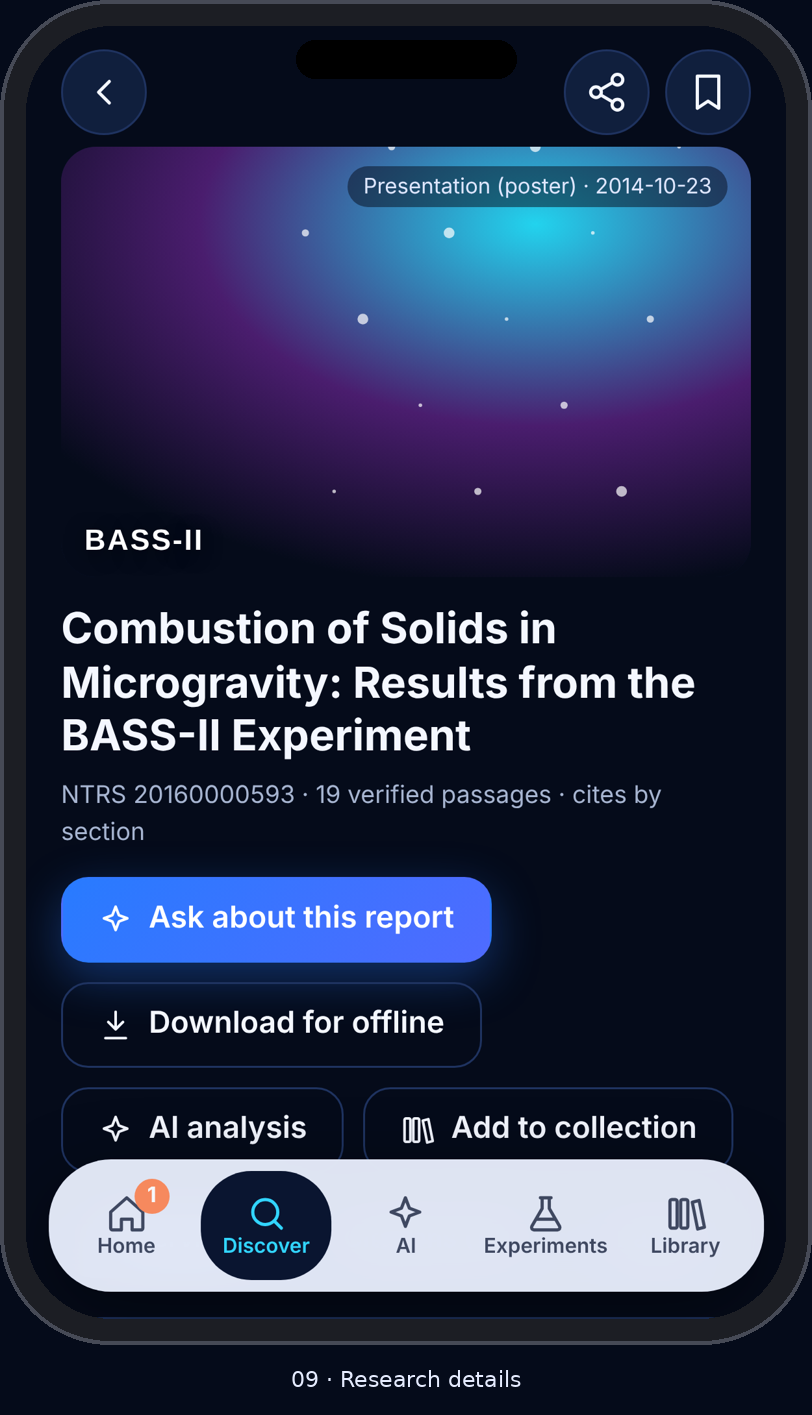 Presentation (poster) · 2014-10-23
BASS-II
Combustion of Solids in
Microgravity: Results from the
BASS-II Experiment
NTRS 20160000593 · 19 verified passages · cites by
section
Ask about this report
Download for offline
AI analysis
Add to collection
1
Home
Discover
AI
Experiments
Library
09 · Research details